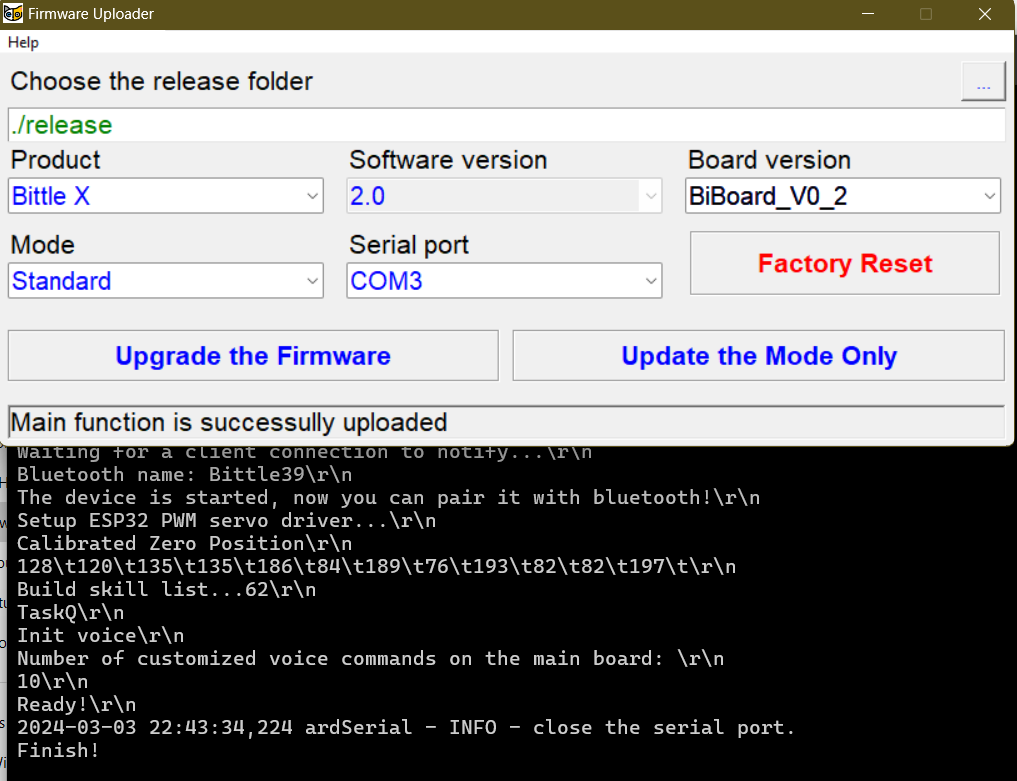 Firmware Uploader
Help
Choose the release folder
...
./release
Product Software version Board version
Bittle X 2.0 BiBoard_V0_2
Mode Serial port
Standard COM3 Factory Reset
Upgrade the Firmware Update the Mode Only
Main function is successully uploaded
Waiting for a client connection to notify...\r\n
Bluetooth name: Bittle39\r\n
The device is started, now you can pair it with bluetooth!\r\n
Setup ESP32 PWM servo driver...\r\n
Calibrated Zero Position\r\n
128\t120\t135\t135\t186\t84\t189\t76\t193\t82\t82\t197\t\r\n
Build skill list...62\r\n
TaskQ\r\n
Init voice\r\n
Number of customized voice commands on the main board: \r\n
10\r\n
Ready!\r\n
2024-03-03 22:43:34,224 ardSerial - INFO - close the serial port.
Finish!